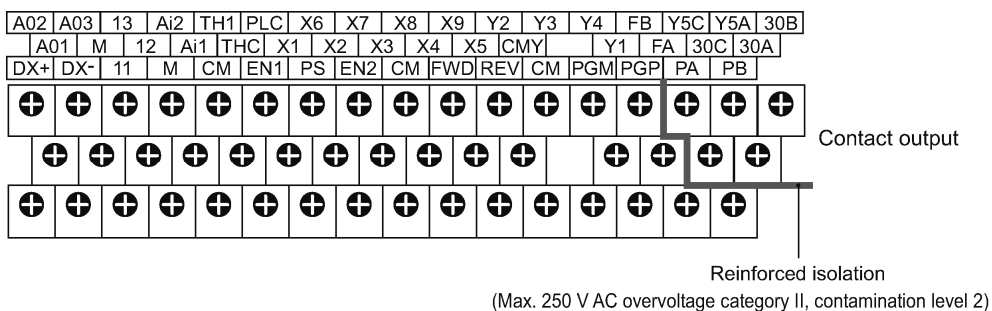 A02 A03 13 Ai2 TH1 PLC X6 X7 X8 X9 Y2 Y3 Y4 FB Y5C Y5A 30B
A01 M 12 Ai1 THC X1 X2 X3 X4 X5 CMY Y1 FA 30C 30A
DX+ DX- 11 M CM EN1 PS EN2 CM FWD REV CM PGM PGP PA PB
Contact output
Reinforced isolation
(Max. 250 V AC overvoltage category II, contamination level 2)